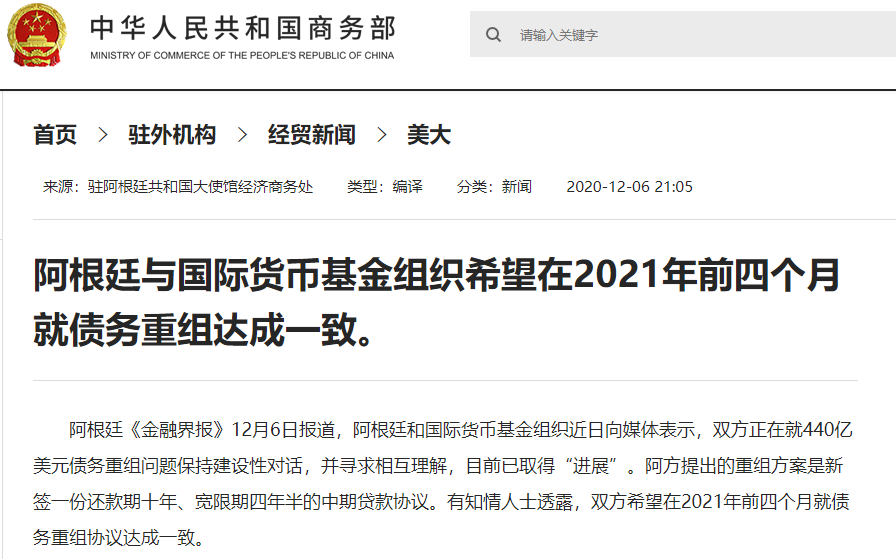 中华人民共和国商务部
MINISTRY OF COMMERCE OF THE PEOPLE'S REPUBLIC OF CHINA
请输入关键字
首页 > 驻外机构 > 经贸新闻 > 美大
来源：驻阿根廷共和国大使馆经济商务处 类型：编译 分类：新闻 2020-12-06 21:05
阿根廷与国际货币基金组织希望在2021年前四个月
就债务重组达成一致。
阿根廷《金融界报》12月6日报道，阿根廷和国际货币基金组织近日向媒体表示，双方正在就440亿
美元债务重组问题保持建设性对话，并寻求相互理解，目前已取得“进展”。阿方提出的重组方案是新
签一份还款期十年、宽限期四年半的中期贷款协议。有知情人士透露，双方希望在2021年前四个月就债
务重组协议达成一致。